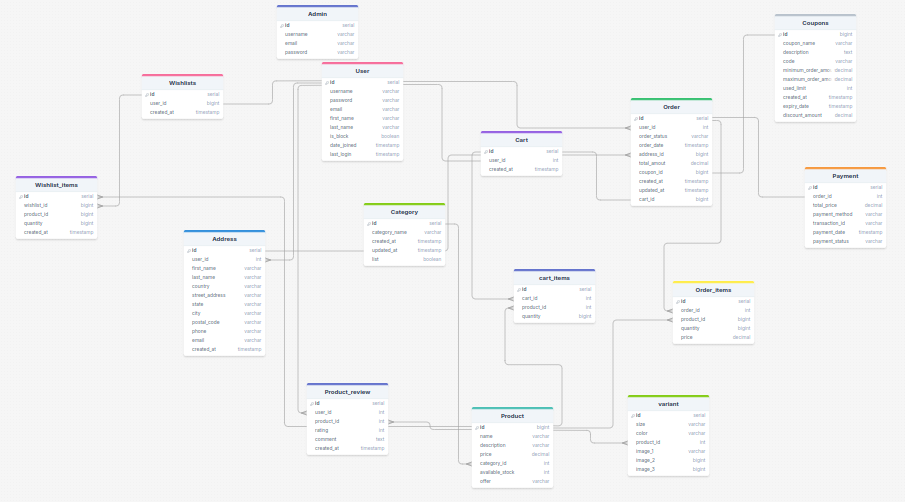 Admin
id serial
username varchar
email varchar
password varchar
Coupons
id bigint
coupon_name varchar
description text
code varchar
minimum_order_amo decimal
maximum_order_am decimal
used_limit int
created_at timestamp
expiry_date timestamp
discount_amount decimal
User
id serial
username varchar
password varchar
email varchar
first_name varchar
last_name varchar
is_block boolean
date_joined timestamp
last_login timestamp
Wishlists
id serial
user_id bigint
created_at timestamp
Order
id serial
user_id int
order_status varchar
order_date timestamp
address_id bigint
total_amout decimal
coupon_id bigint
created_at timestamp
updated_at timestamp
cart_id bigint
Cart
id serial
user_id int
created_at timestamp
Payment
id serial
order_id int
total_price decimal
payment_method varchar
transaction_id varchar
payment_date timestamp
payment_status varchar
Wishlist_items
id serial
wishlist_id bigint
product_id bigint
quantity bigint
created_at timestamp
Category
id serial
category_name varchar
created_at timestamp
updated_at timestamp
list boolean
Address
id serial
user_id int
first_name varchar
last_name varchar
country varchar
street_address varchar
state varchar
city varchar
postal_code varchar
phone varchar
email varchar
created_at timestamp
cart_items
id serial
cart_id int
product_id int
quantity bigint
Order_items
id serial
order_id int
product_id bigint
quantity bigint
price decimal
Product_review
id serial
user_id int
product_id int
rating int
comment text
created_at timestamp
Product
id bigint
name varchar
description varchar
price decimal
category_id int
available_stock int
offer varchar
variant
id serial
size varchar
color varchar
product_id int
image_1 varchar
image_2 bigint
image_3 bigint